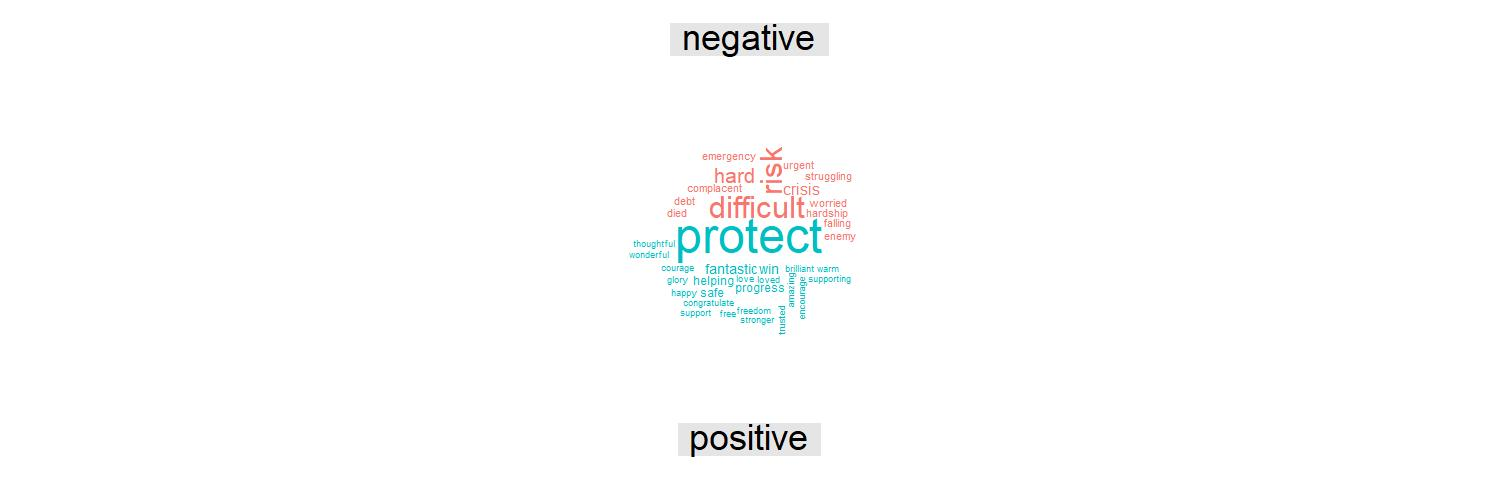 negative
emergency
risk
urgent
hard
struggling
complacent
crisis
debt
difficult
worried
died
hardship
protect
falling
enemy
thoughtful
wonderful
courage
fantastic
win
brilliant
warm
glory
helping
love
loved
amazing
encourage
supporting
happy
safe
progress
congratulate
support
free
freedom
stronger
trusted
positive